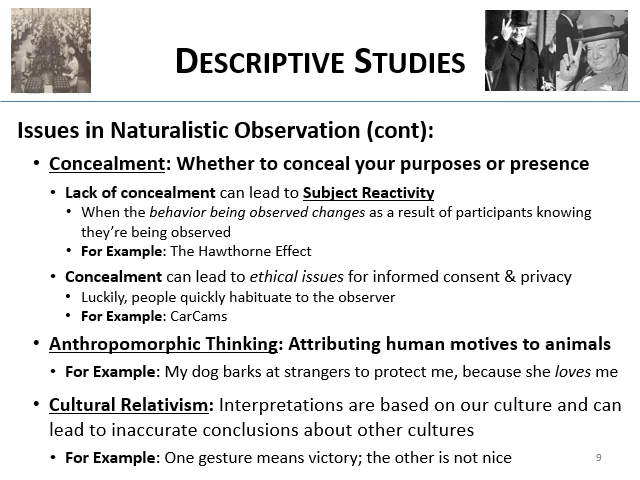 DESCRIPTIVE STUDIES
Issues in Naturalistic Observation (cont):
• Concealment: Whether to conceal your purposes or presence
• Lack of concealment can lead to Subject Reactivity
• When the behavior being observed changes as a result of participants knowing
they're being observed
• For Example: The Hawthorne Effect
• Concealment can lead to ethical issues for informed consent & privacy
• Luckily, people quickly habituate to the observer
• For Example: CarCams
• Anthropomorphic Thinking: Attributing human motives to animals
• For Example: My dog barks at strangers to protect me, because she loves me
• Cultural Relativism: Interpretations are based on our culture and can
lead to inaccurate conclusions about other cultures
• For Example: One gesture means victory; the other is not nice
9